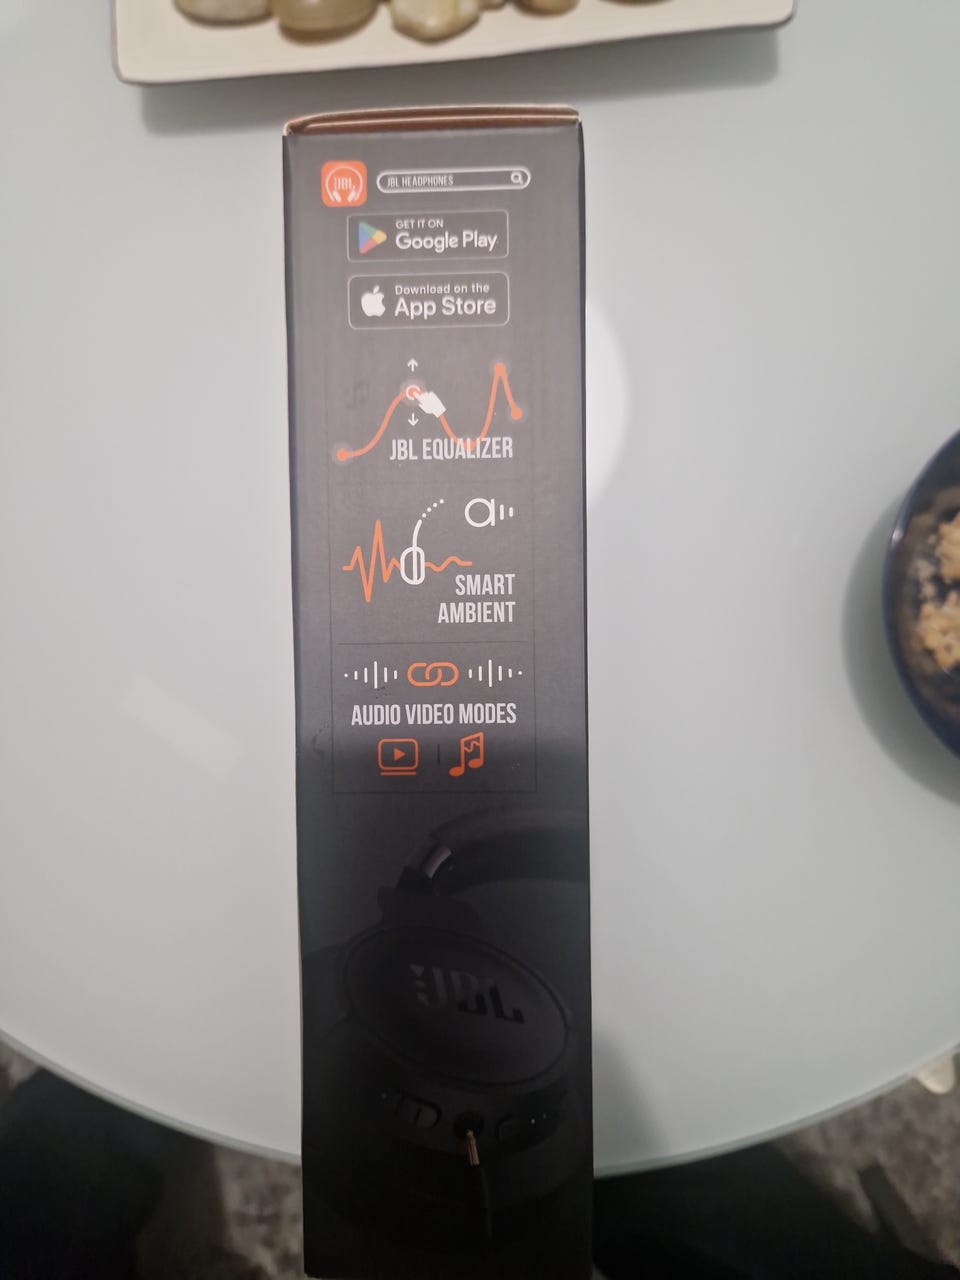 JBL
JBL HEADPHONES
GET IT ON
Google Play
Download on the
App Store
JBL EQUALIZER
SMART
AMBIENT
AUDIO VIDEO MODES
JBL